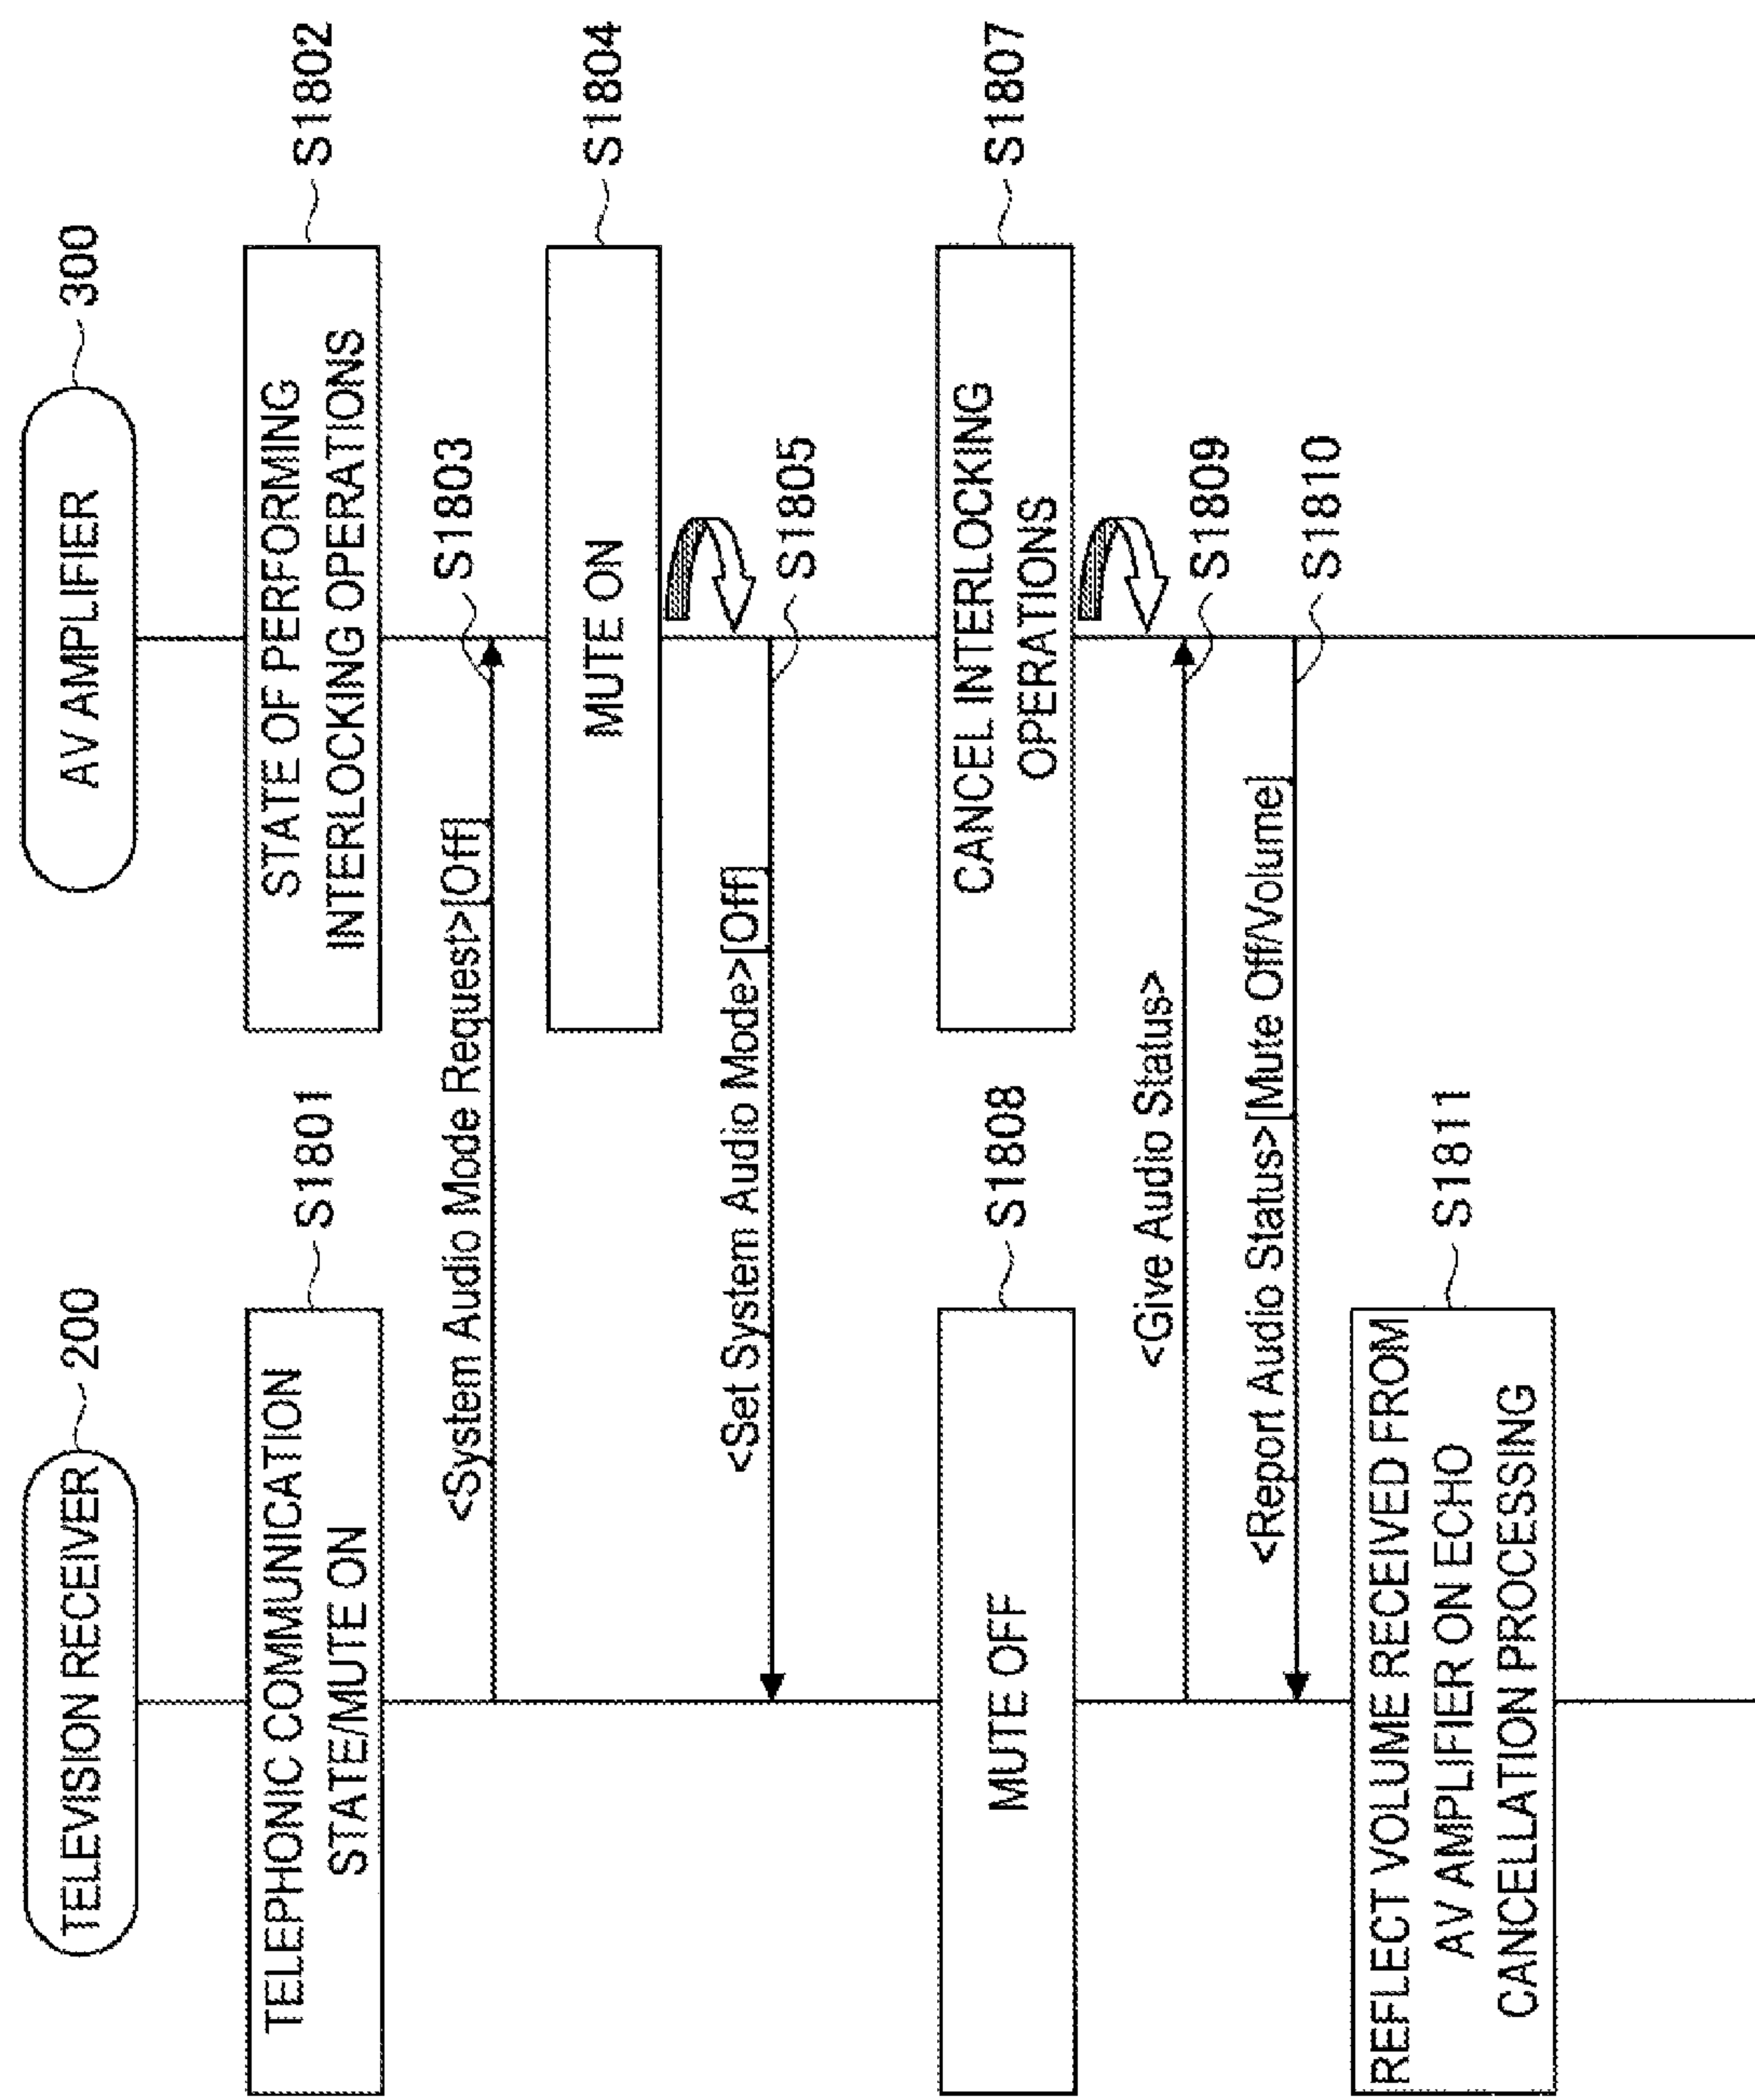 TELEVISION RECEIVER
200
AV AMPLIFIER
300
TELEPHONIC COMMUNICATION
STATE/MUTE ON
S1801
STATE OF PERFORMING
INTERLOCKING OPERATIONS
S1802
<System Audio Mode Request>[Off]
S1803
MUTE ON
S1804
<Set System Audio Mode>[Off]
S1805
MUTE OFF
S1808
CANCEL INTERLOCKING
OPERATIONS
S1807
<Give Audio Status>
S1809
<Report Audio Status>[Mute Off/Volume]
S1810
REFLECT VOLUME RECEIVED FROM
AV AMPLIFIER ON ECHO
CANCELLATION PROCESSING
S1811